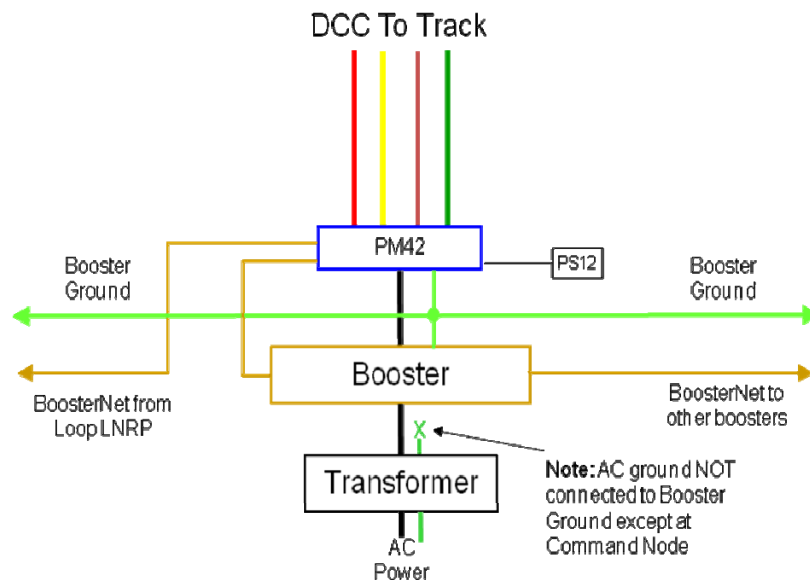 DCC To Track
PM42
PS12
Booster
Ground
Booster
Ground
Booster
BoosterNet from
Loop LNRP
BoosterNet to
other boosters
X
Transformer
Note: AC ground NOT
connected to Booster
Ground except at
Command Node
AC
Power